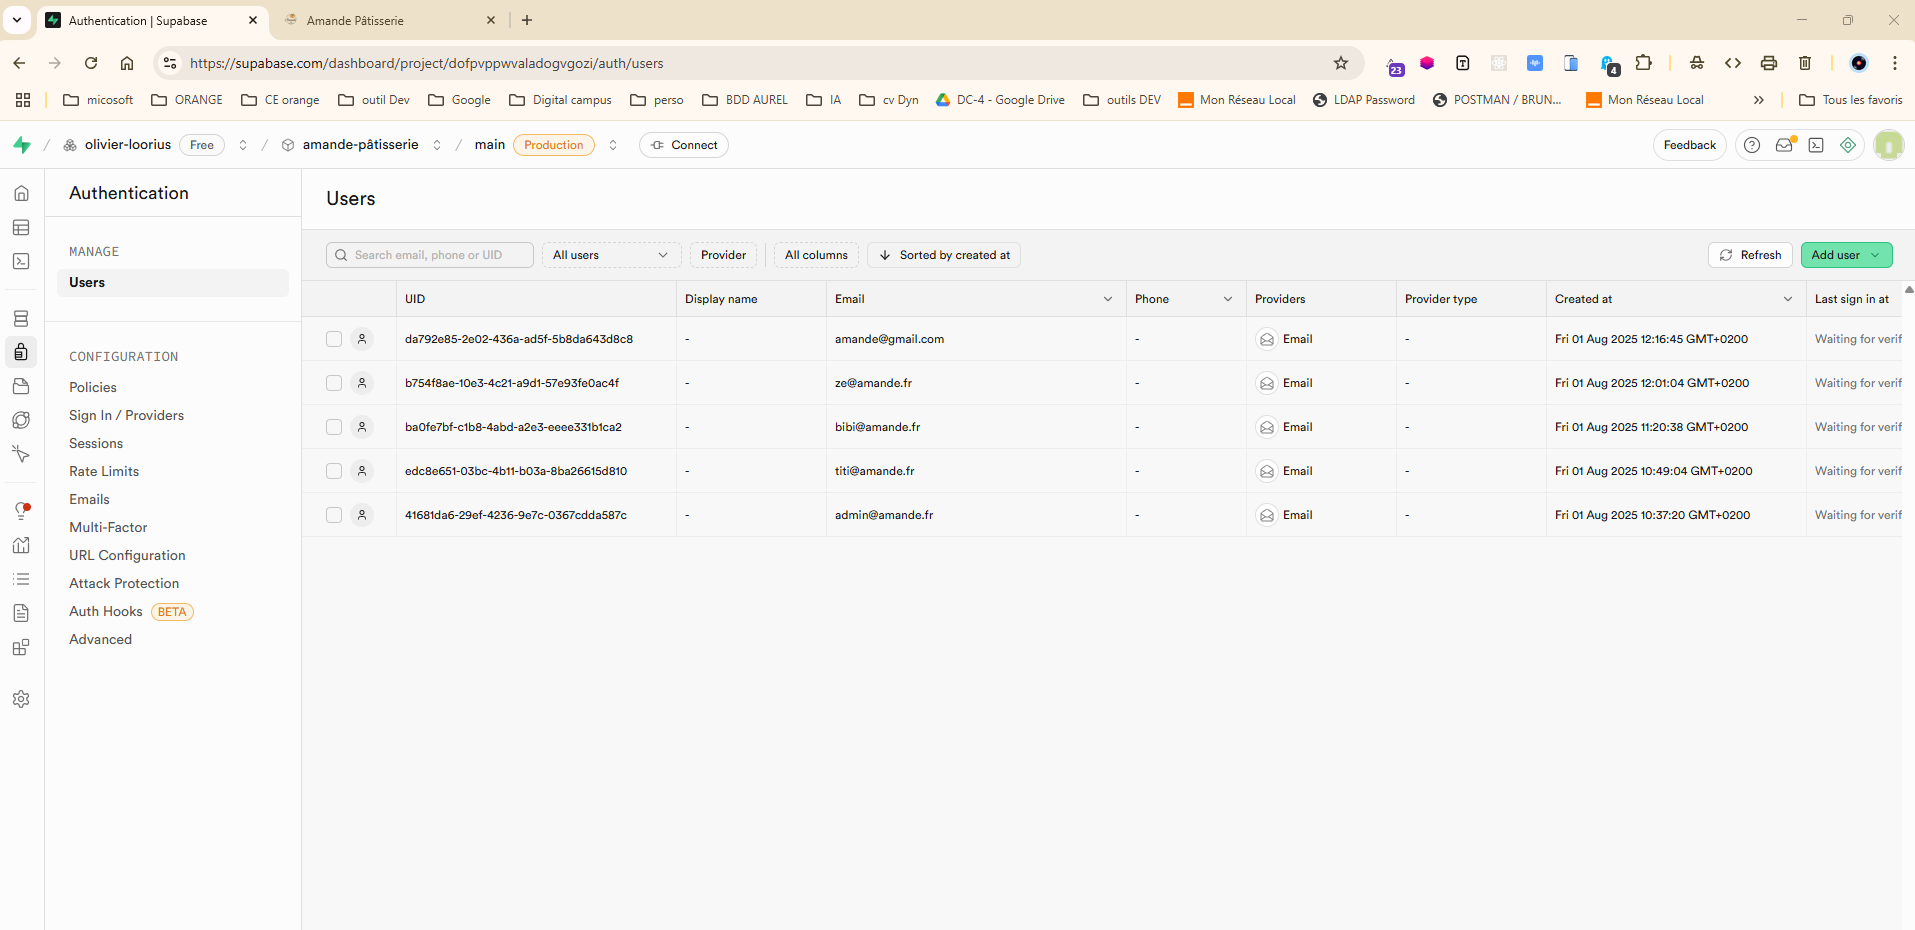 Authentication | Supabase
Amande Pâtisserie
https://supabase.com/dashboard/project/dofpvppwvaladogvgozi/auth/users
23
4
micosoft ORANGE CE orange outil Dev Google Digital campus perso BDD AUREL IA cv Dyn DC-4 - Google Drive outils DEV Mon Réseau Local LDAP Password POSTMAN / BRUN... Mon Réseau Local Tous les favoris
/ olivier-loorius Free / amande-pâtisserie / main Production Connect Feedback
Authentication
MANAGE
Users
CONFIGURATION
Policies
Sign In / Providers
Sessions
Rate Limits
Emails
Multi-Factor
URL Configuration
Attack Protection
Auth Hooks BETA
Advanced
Users
Search email, phone or UID All users Provider All columns Sorted by created at Refresh Add user
UID Display name Email Phone Providers Provider type Created at Last sign in at
da792e85-2e02-436a-ad5f-5b8da643d8c8 - amande@gmail.com - Email - Fri 01 Aug 2025 12:16:45 GMT+0200 Waiting for verif
b754f8ae-10e3-4c21-a9d1-57e93fe0ac4f - ze@amande.fr - Email - Fri 01 Aug 2025 12:01:04 GMT+0200 Waiting for verif
ba0fe7bf-c1b8-4abd-a2e3-eeee331b1ca2 - bibi@amande.fr - Email - Fri 01 Aug 2025 11:20:38 GMT+0200 Waiting for verif
edc8e651-03bc-4b11-b03a-8ba26615d810 - titi@amande.fr - Email - Fri 01 Aug 2025 10:49:04 GMT+0200 Waiting for verif
41681da6-29ef-4236-9e7c-0367cdda587c - admin@amande.fr - Email - Fri 01 Aug 2025 10:37:20 GMT+0200 Waiting for verif